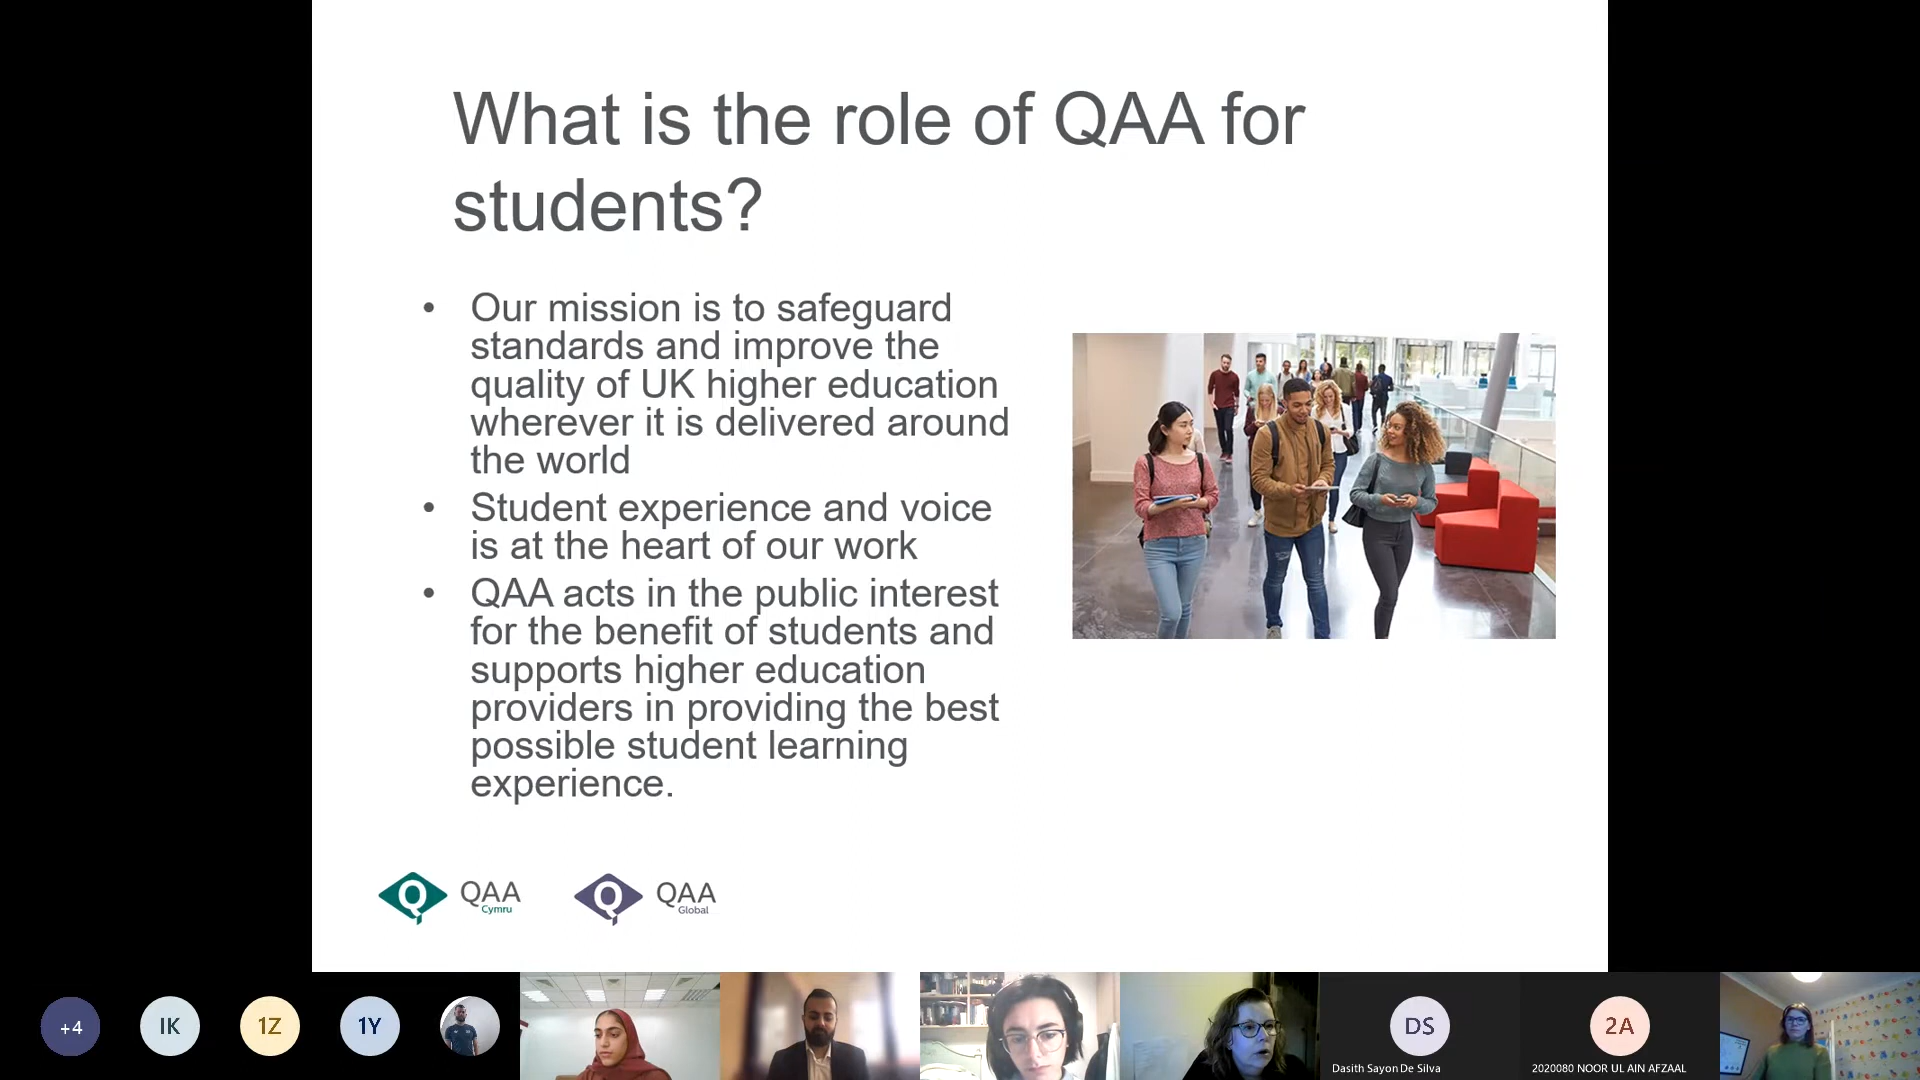 What is the role of QAA for
students?
• Our mission is to safeguard
standards and improve the
quality of UK higher education
wherever it is delivered around
the world
• Student experience and voice
is at the heart of our work
• QAA acts in the public interest
for the benefit of students and
supports higher education
providers in providing the best
possible student learning
experience.
Q QAA
Cymru
Q QAA
Global
+4
IK
1Z
1Y
DS
Dasith Sayon De Silva
2A
2020080 NOOR UL AIN AFZAAL